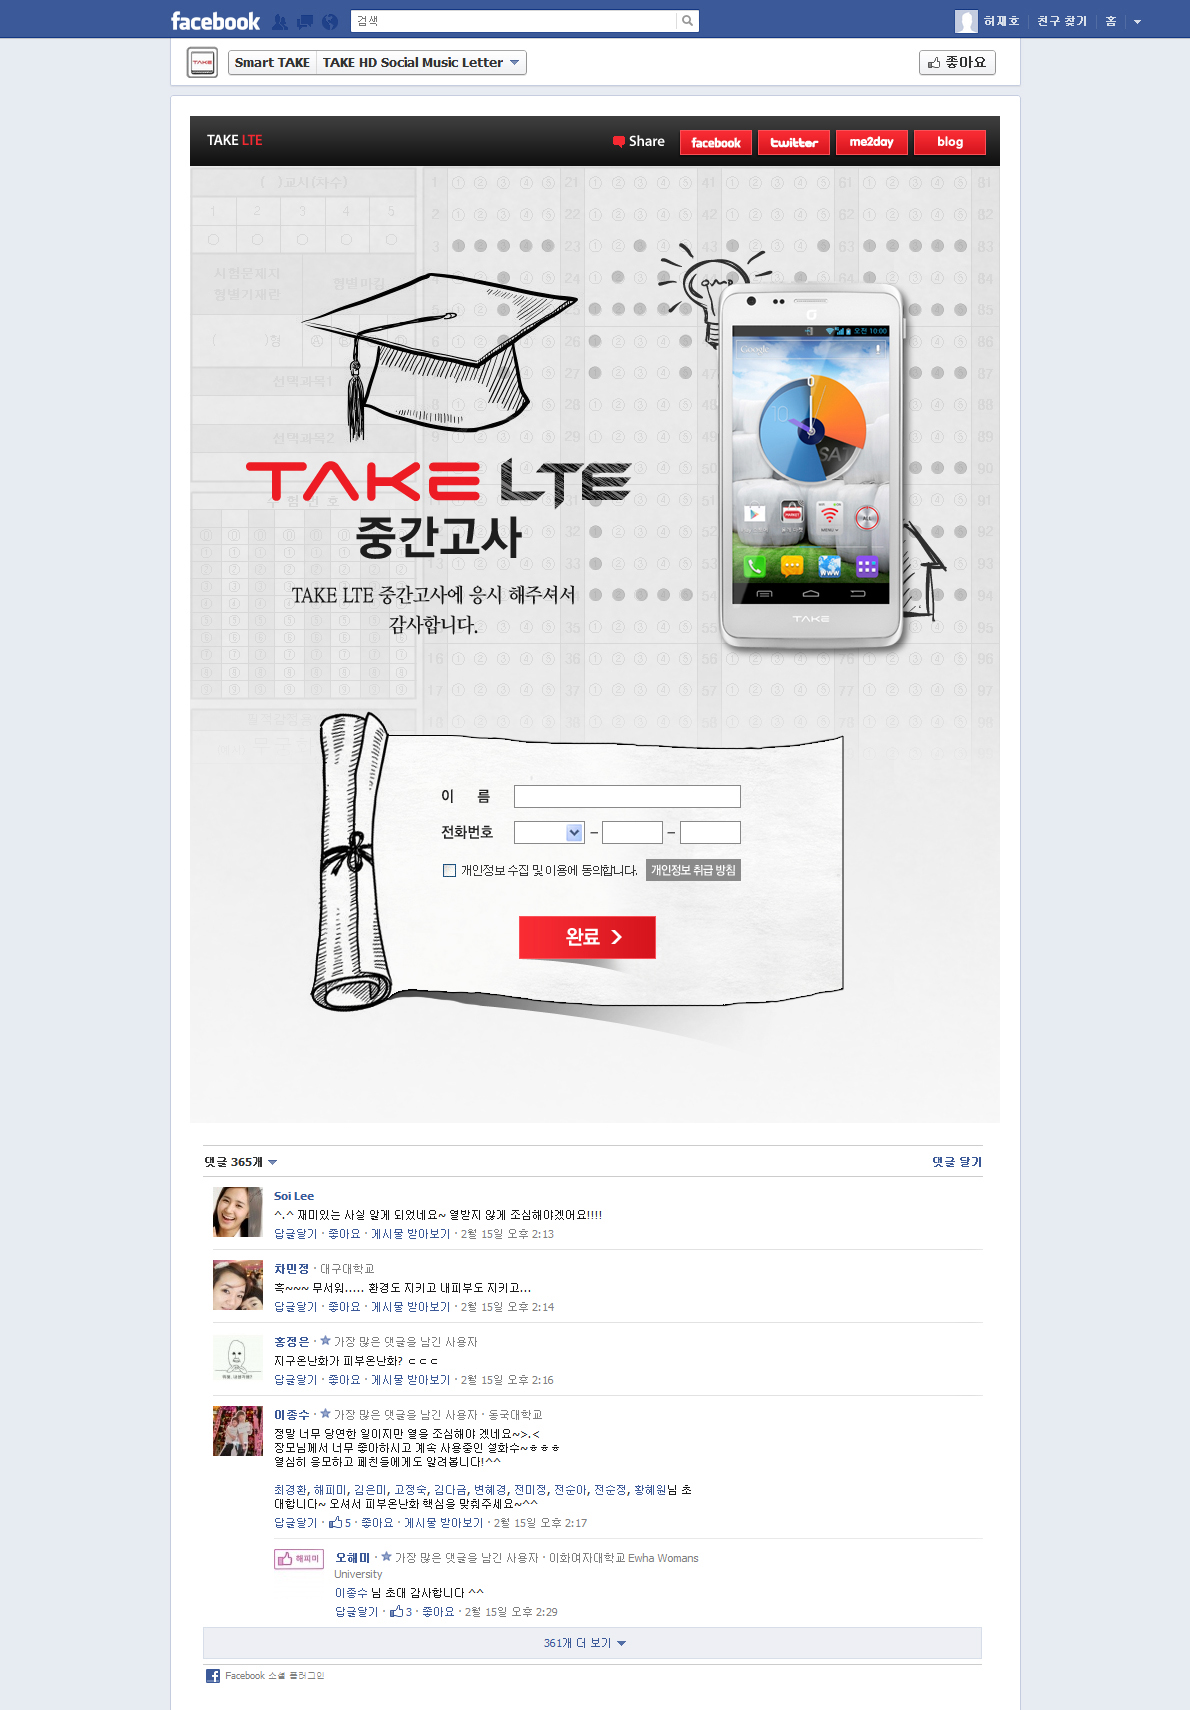 facebook
검색
허재호
친구 찾기
홈
Smart TAKE
TAKE HD Social Music Letter
좋아요
TAKE LTE
Share
facebook
twitter
me2day
blog
TAKE LTE
중간고사
TAKE LTE 중간고사에 응시 해주셔서
감사합니다.
오전 10:00
Google
TAKE
이 름
전화번호
개인정보 수집 및 이용에 동의합니다.
개인정보 취급 방침
완료
댓글 365개
댓글 달기
Soi Lee
^.^ 재미있는 사실 알게 되었네요~ 열받지 않게 조심해야겠어요!!!!
답글달기 · 좋아요 · 게시물 받아보기 · 2월 15일 오후 2:13
차민정 · 대구대학교
흑~~~ 무서워..... 환경도 지키고 내피부도 지키고...
답글달기 · 좋아요 · 게시물 받아보기 · 2월 15일 오후 2:14
홍정은 · 가장 많은 댓글을 남긴 사용자
지구온난화가 피부온난화? ㄷㄷㄷ
답글달기 · 좋아요 · 게시물 받아보기 · 2월 15일 오후 2:16
이종수 · 가장 많은 댓글을 남긴 사용자 · 동국대학교
정말 너무 당연한 일이지만 열을 조심해야 겠네요~>.<
장모님께서 너무 좋아하시고 계속 사용중인 설화수~ㅎㅎㅎ
열심히 응모하고 페친들에게도 알려봅니다!^^
최경환, 해피미, 김은미, 고정숙, 김다금, 변혜경, 전미정, 전순아, 전순정, 황혜원님 초
대합니다~ 오셔서 피부온난화 핵심을 맞춰주세요~^^
답글달기 · 5 · 좋아요 · 게시물 받아보기 · 2월 15일 오후 2:17
해피미
오해미 · 가장 많은 댓글을 남긴 사용자 · 이화여자대학교 Ewha Womans
University
이종수 님 초대 감사합니다 ^^
답글달기 · 3 · 좋아요 · 2월 15일 오후 2:29
361개 더 보기
Facebook 소셜 플러그인